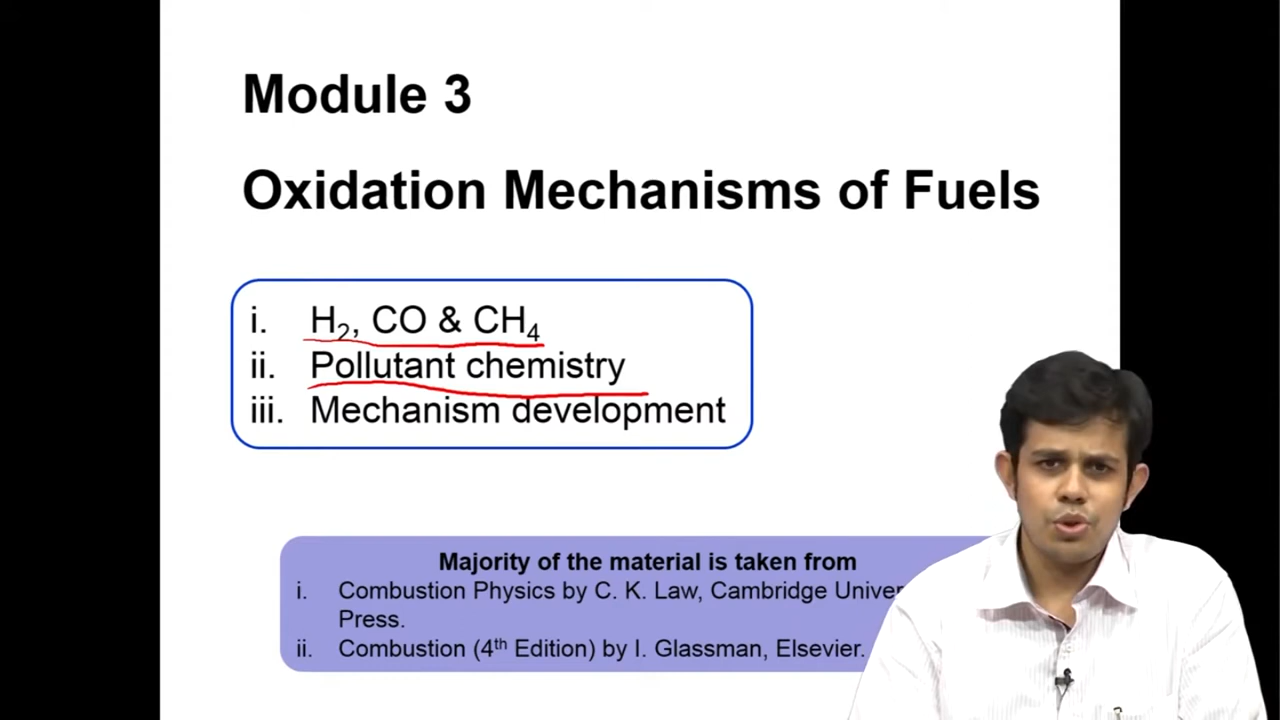 Module 3
Oxidation Mechanisms of Fuels
i. H₂, CO & CH₄
ii. Pollutant chemistry
iii. Mechanism development
Majority of the material is taken from
i. Combustion Physics by C. K. Law, Cambridge
Press.
ii. Combustion (4th Edition) by I. Glassman, Elsevier.